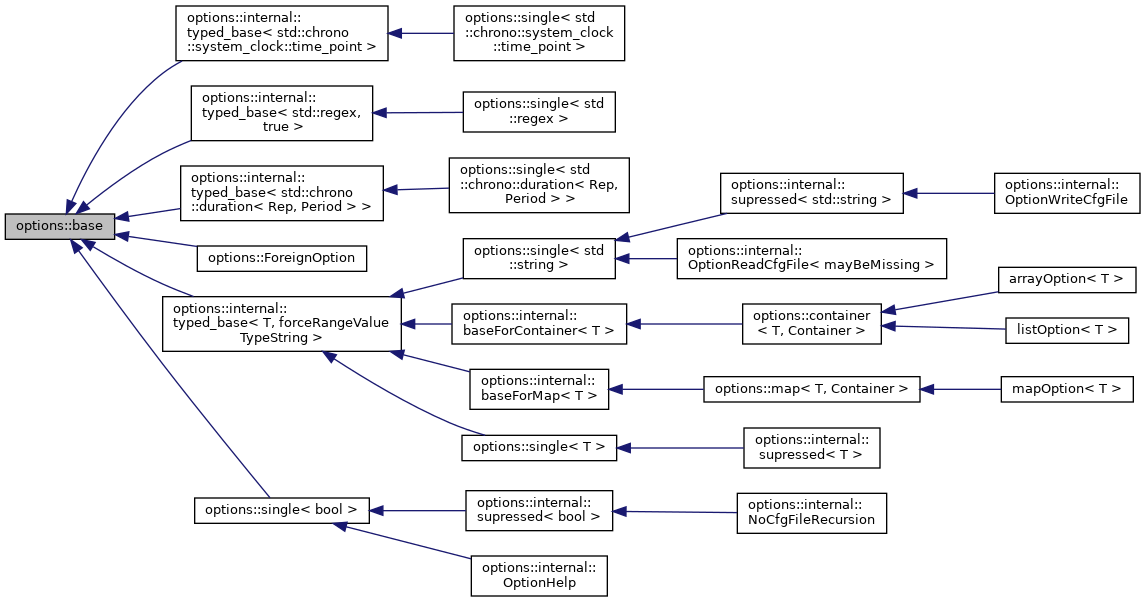 options::internal::
typed_base< std::chrono
::system_clock::time_point >
options::single< std
::chrono::system_clock
::time_point >
options::internal::
typed_base< std::regex,
true >
options::single< std
::regex >
options::internal::
typed_base< std::chrono
::duration< Rep, Period > >
options::single< std
::chrono::duration< Rep,
Period > >
options::internal::
supressed< std::string >
options::internal::
OptionWriteCfgFile
options::base
options::ForeignOption
options::single< std
::string >
options::internal::
OptionReadCfgFile< mayBeMissing >
arrayOption< T >
options::internal::
typed_base< T, forceRangeValue
TypeString >
options::internal::
baseForContainer< T >
options::container
< T, Container >
listOption< T >
options::internal::
baseForMap< T >
options::map< T, Container >
mapOption< T >
options::single< T >
options::internal::
supressed< T >
options::single< bool >
options::internal::
supressed< bool >
options::internal::
NoCfgFileRecursion
options::internal::
OptionHelp